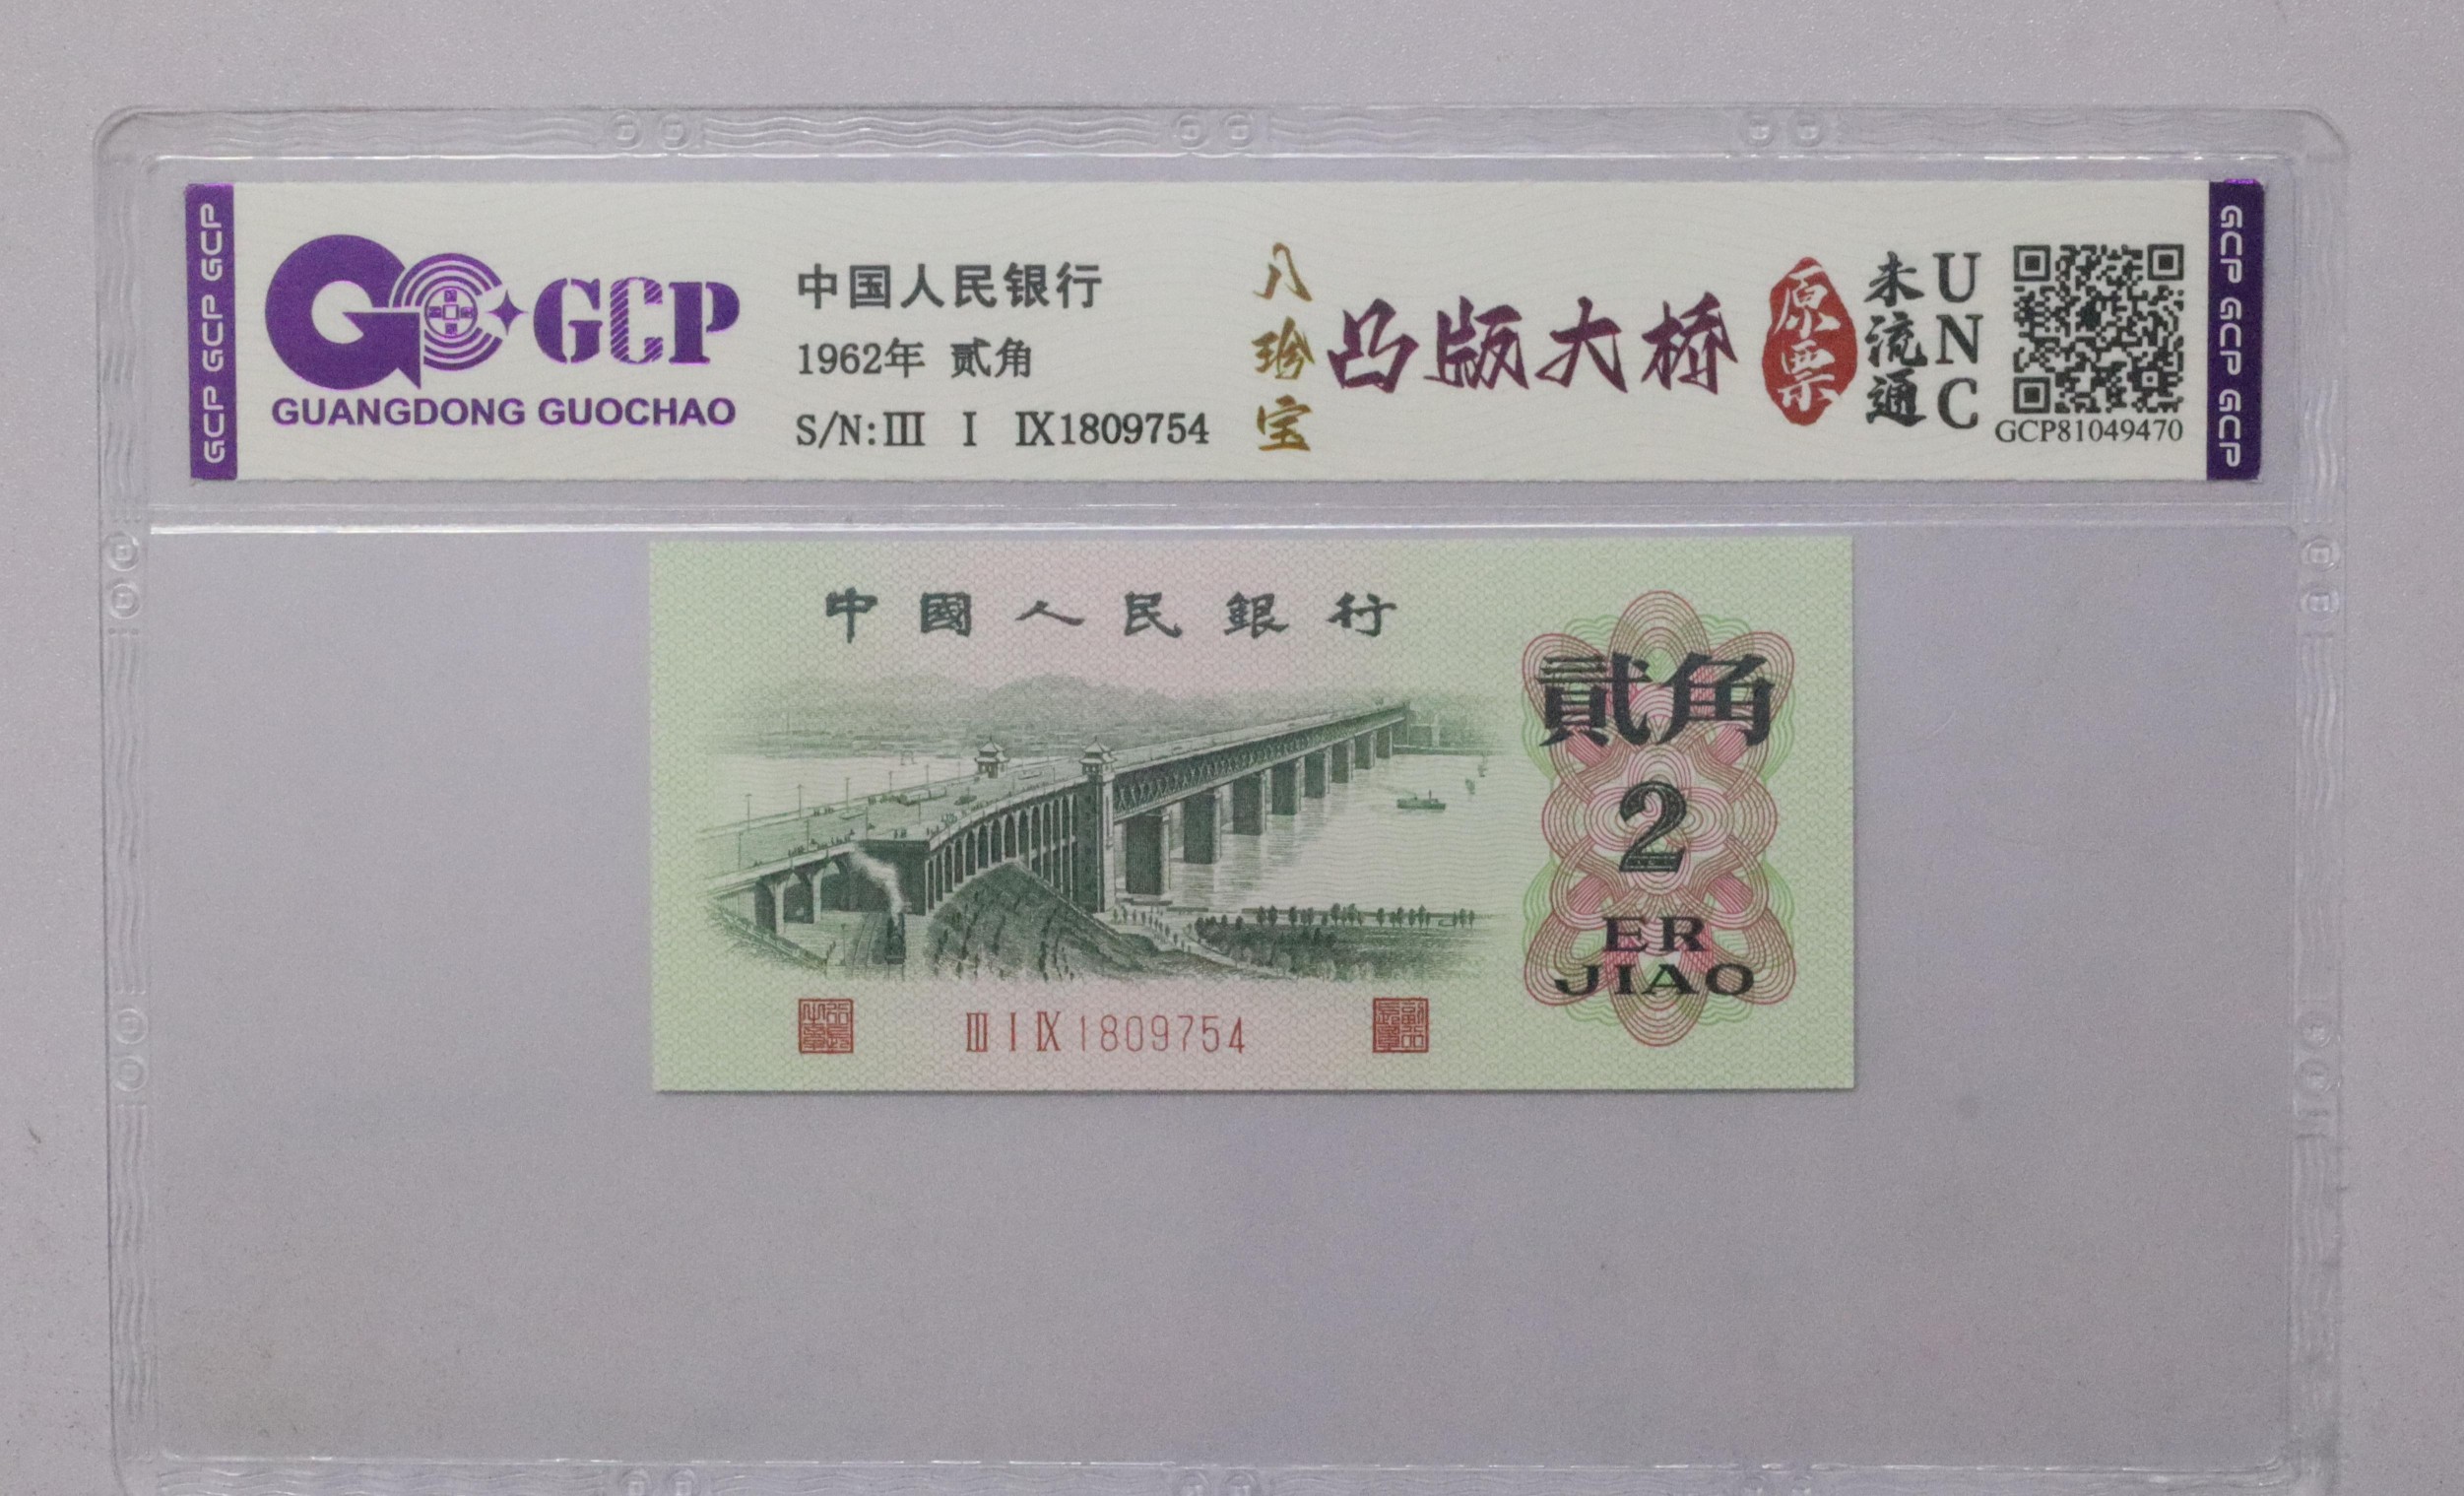 GCP GCP GCP
GCP
GUANGDONG GUOCHAO
中国人民银行
1962年 贰角
S/N:Ⅲ Ⅰ Ⅸ1809754
八珍宝
凸版大桥
原票
未流通
UNC
GCP81049470
GCP GCP GCP
中國人民銀行
貳角
2
ER
JIAO
Ⅲ Ⅰ Ⅸ 1809754